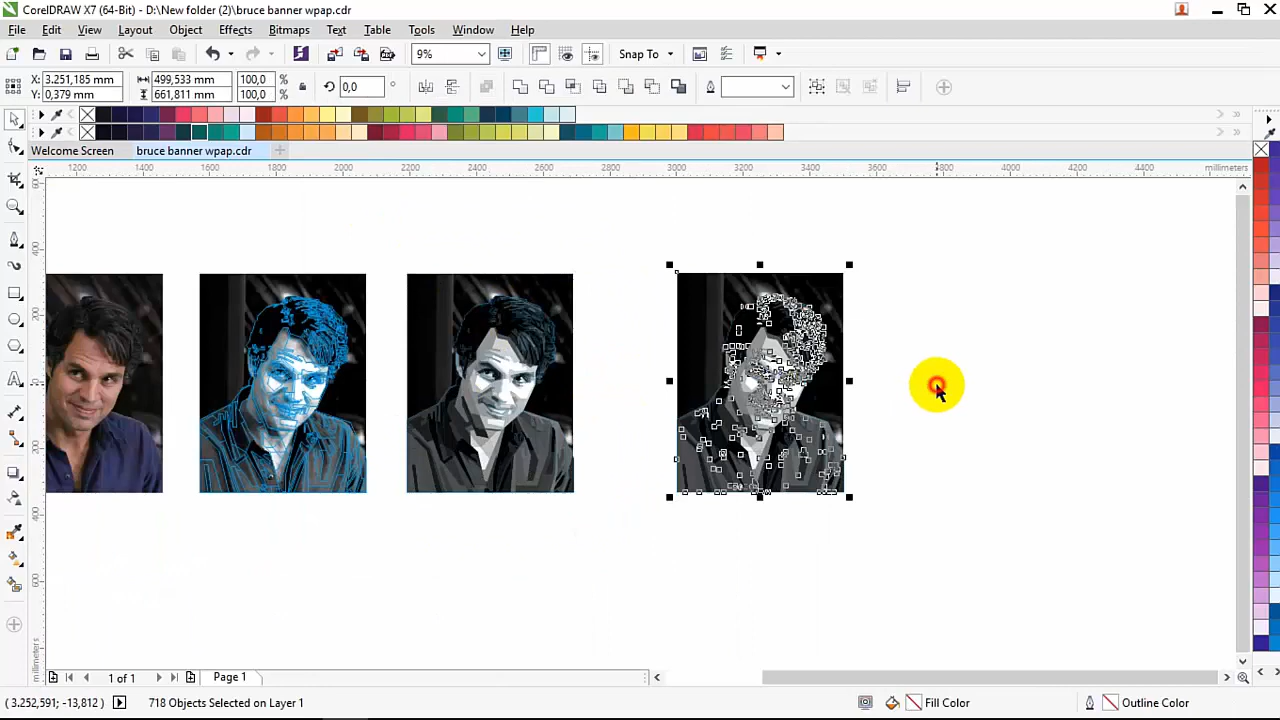 CorelDRAW X7 (64-Bit) - D:\New folder (2)\bruce banner wpap.cdr
File Edit View Layout Object Effects Bitmaps Text Table Tools Window Help
9% Snap To
X: 3.251,185 mm 499,533 mm 100,0 % 0,0 °
Y: 0,379 mm 661,811 mm 100,0 %
Welcome Screen bruce banner wpap.cdr
1200 1400 1600 1800 2000 2200 2400 2600 2800 3000 3200 3400 3600 3800 4000 4200 4400 millimeters
millimeters
1 of 1 Page 1
( 3.252,591; -13,812 ) 718 Objects Selected on Layer 1 Fill Color Outline Color